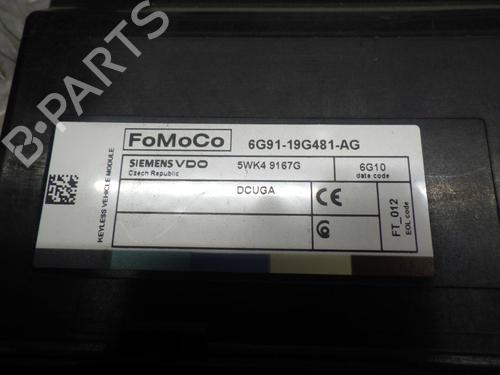 FoMoCo 6G91-19G481-AG
SIEMENS VDO 5WK4 9167G 6G10
Czech Republic date code
DCUGA
CE
KEYLESS VEHICLE MODULE
FT_012
EOL code
B-PARTS